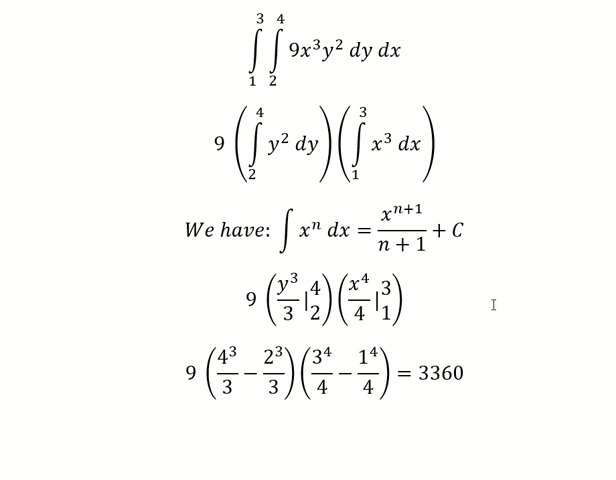 ∫₁³ ∫₂⁴ 9x³y² dy dx
9 (∫₂⁴ y² dy) (∫₁³ x³ dx)
We have: ∫ xⁿ dx = xⁿ⁺¹/(n + 1) + C
9 (y³/3 |₂⁴) (x⁴/4 |₁³)
9 (4³/3 − 2³/3) (3⁴/4 − 1⁴/4) = 3360